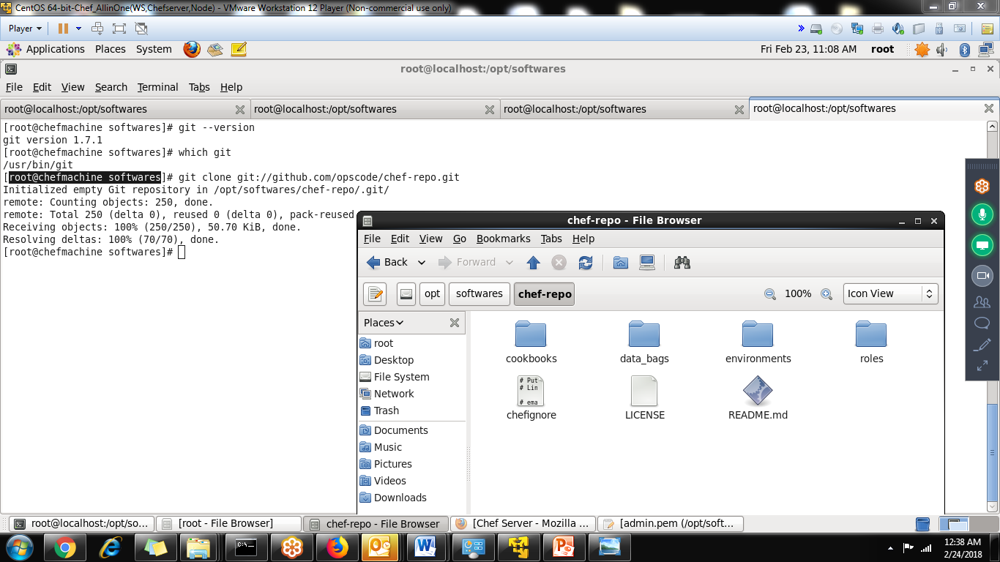 CentOS 64-bit-Chef_AllinOne(WS,Chefserver,Node) - VMware Workstation 12 Player (Non-commercial use only)
Player
Applications Places System
Fri Feb 23, 11:08 AM root
root@localhost:/opt/softwares
File Edit View Search Terminal Tabs Help
root@localhost:/opt/softwares root@localhost:/opt/softwares root@localhost:/opt/softwares root@localhost:/opt/softwares
[root@chefmachine softwares]# git --version
git version 1.7.1
[root@chefmachine softwares]# which git
/usr/bin/git
[root@chefmachine softwares]# git clone git://github.com/opscode/chef-repo.git
Initialized empty Git repository in /opt/softwares/chef-repo/.git/
remote: Counting objects: 250, done.
remote: Total 250 (delta 0), reused 0 (delta 0), pack-reused
Receiving objects: 100% (250/250), 50.70 KiB, done.
Resolving deltas: 100% (70/70), done.
[root@chefmachine softwares]#
chef-repo - File Browser
File Edit View Go Bookmarks Tabs Help
Back Forward
opt softwares chef-repo 100% Icon View
Places
root
Desktop
File System
Network
Trash
Documents
Music
Pictures
Videos
Downloads
cookbooks data_bags environments roles
# Put
# Lin
# ema
chefignore LICENSE README.md
root@localhost:/opt/so... [root - File Browser] chef-repo - File Browser [Chef Server - Mozilla ... [admin.pem (/opt/soft...
12:38 AM
2/24/2018